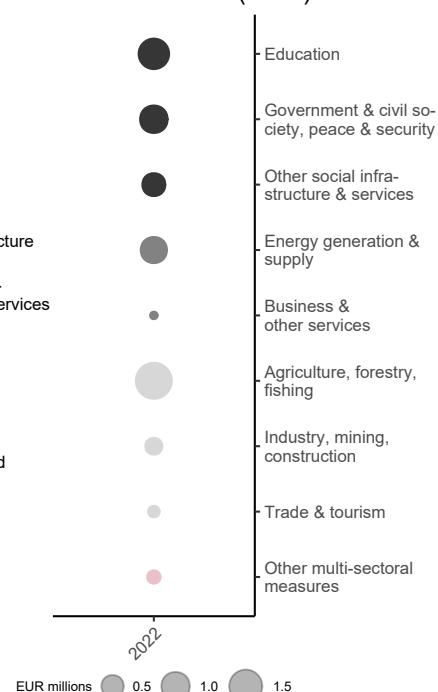 Education
Government & civil so-
ciety, peace & security
Other social infra-
structure & services
Energy generation &
supply
Business &
other services
Agriculture, forestry,
fishing
Industry, mining,
construction
Trade & tourism
Other multi-sectoral
measures
cture
ervices
d
2022
EUR millions 0.5 1.0 1.5